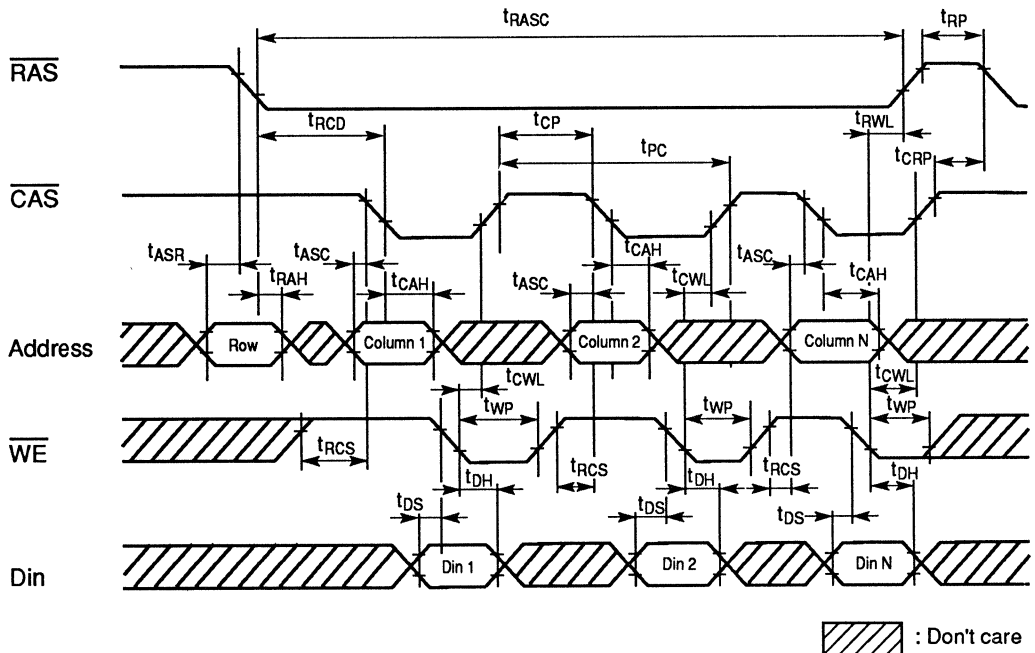 tRASC tRP
RAS
tRCD tCP tRWL
tPC tCRP
CAS
tASR tASC tCAH tASC
tRAH tCAH tASC tCWL tCAH
Address Row Column 1 Column 2 Column N
tCWL tCWL
tWP tWP tWP
WE
tRCS tRCS tRCS
tDH tDH tDH
tDS tDS tDS
Din Din 1 Din 2 Din N
: Don't care